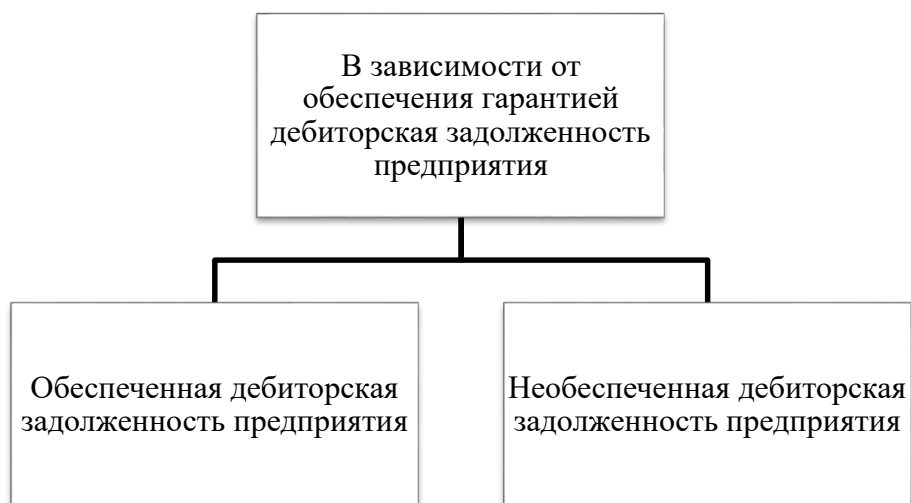 В зависимости от
обеспечения гарантией
дебиторская задолженность
предприятия
Обеспеченная дебиторская
задолженность предприятия
Необеспеченная дебиторская
задолженность предприятия